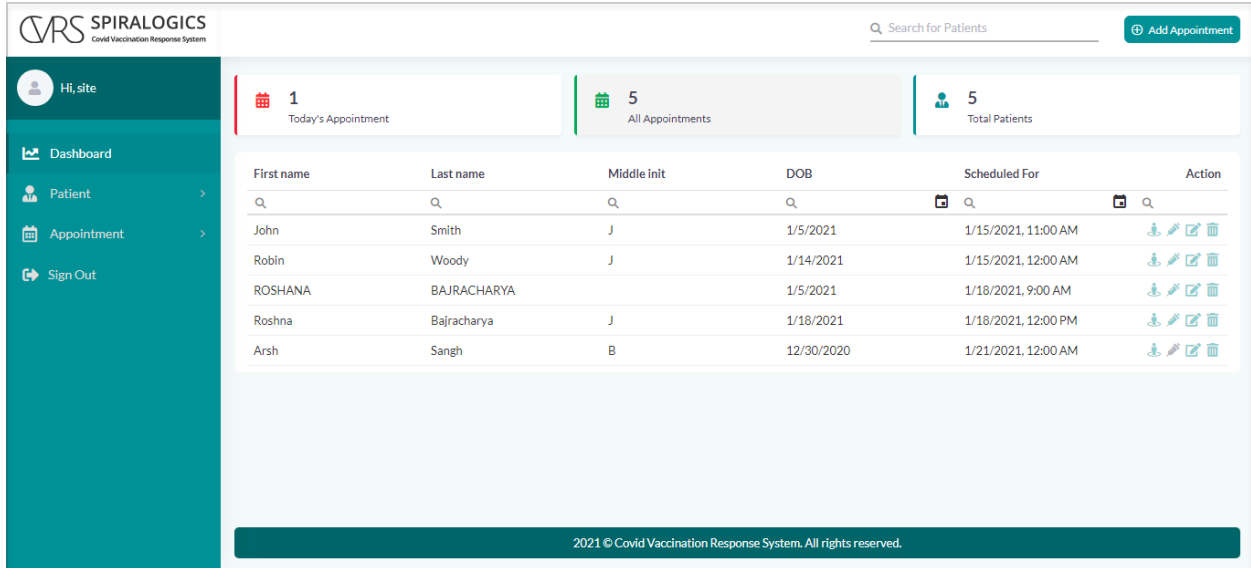 CVRS SPIRALOGICS
Covid Vaccination Response System
Search for Patients
Add Appointment
Hi, site
Dashboard
Patient
Appointment
Sign Out
1
Today's Appointment
5
All Appointments
5
Total Patients
First name Last name Middle init DOB Scheduled For Action
John Smith J 1/5/2021 1/15/2021, 11:00 AM
Robin Woody J 1/14/2021 1/15/2021, 12:00 AM
ROSHANA BAJRACHARYA 1/5/2021 1/18/2021, 9:00 AM
Roshna Bajracharya J 1/18/2021 1/18/2021, 12:00 PM
Arsh Sangh B 12/30/2020 1/21/2021, 12:00 AM
2021 © Covid Vaccination Response System. All rights reserved.